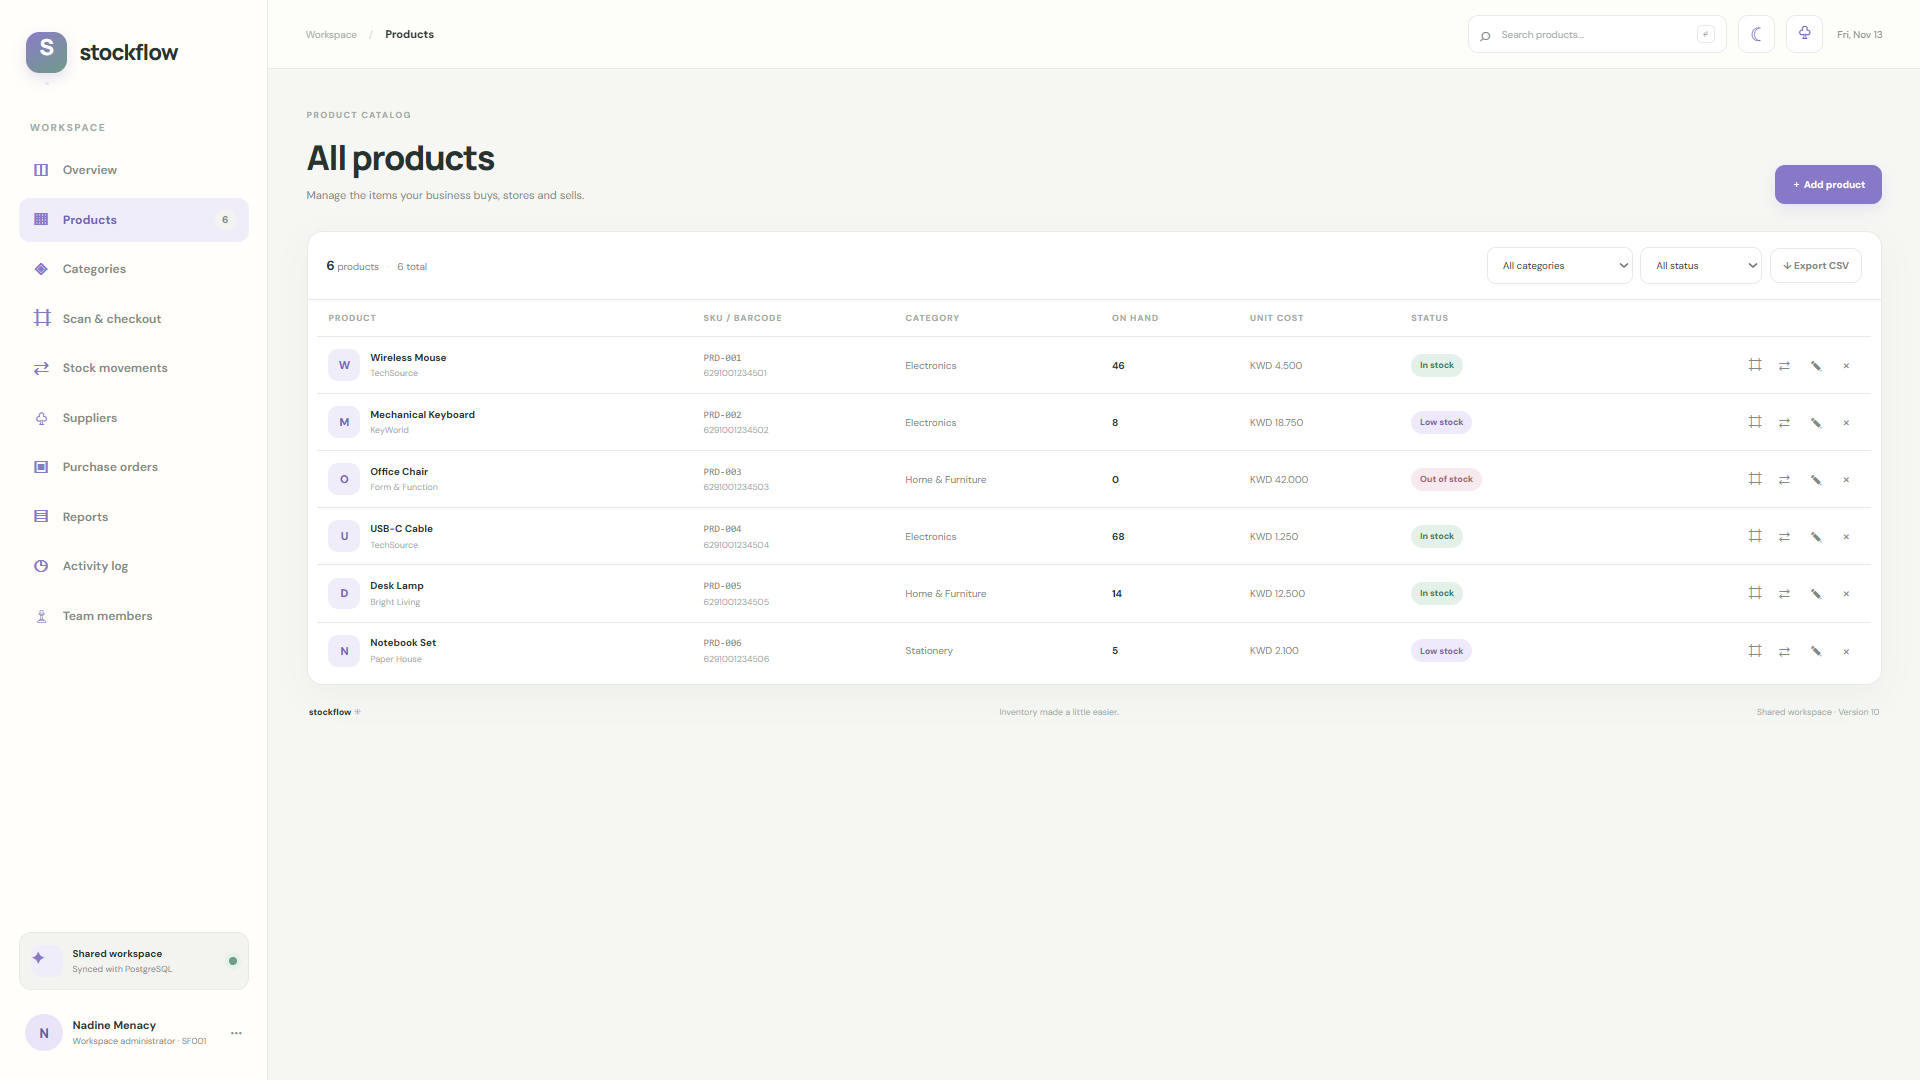 S stockflow
WORKSPACE
Overview
Products 6
Categories
Scan & checkout
Stock movements
Suppliers
Purchase orders
Reports
Activity log
Team members
Shared workspace
Synced with PostgreSQL
N Nadine Menacy
Workspace administrator · SF001
Workspace / Products
Search products...
Fri, Nov 13
PRODUCT CATALOG
All products
Manage the items your business buys, stores and sells.
+ Add product
6 products · 6 total
All categories
All status
↓ Export CSV
PRODUCT SKU / BARCODE CATEGORY ON HAND UNIT COST STATUS
W Wireless Mouse PRD-001 Electronics 46 KWD 4.500 In stock
TechSource 6291001234501
M Mechanical Keyboard PRD-002 Electronics 8 KWD 18.750 Low stock
KeyWorld 6291001234502
O Office Chair PRD-003 Home & Furniture 0 KWD 42.000 Out of stock
Form & Function 6291001234503
U USB-C Cable PRD-004 Electronics 68 KWD 1.250 In stock
TechSource 6291001234504
D Desk Lamp PRD-005 Home & Furniture 14 KWD 12.500 In stock
Bright Living 6291001234505
N Notebook Set PRD-006 Stationery 5 KWD 2.100 Low stock
Paper House 6291001234506
stockflow
Inventory made a little easier.
Shared workspace · Version 10